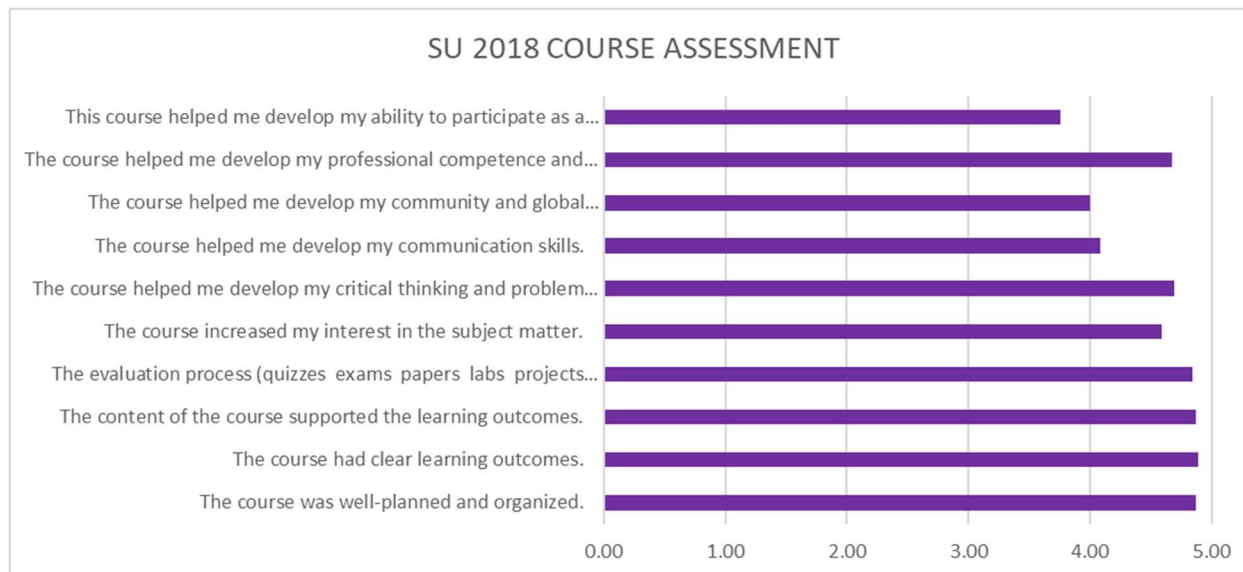 SU 2018 COURSE ASSESSMENT
This course helped me develop my ability to participate as a...
The course helped me develop my professional competence and...
The course helped me develop my community and global...
The course helped me develop my communication skills.
The course helped me develop my critical thinking and problem...
The course increased my interest in the subject matter.
The evaluation process (quizzes exams papers labs projects...
The content of the course supported the learning outcomes.
The course had clear learning outcomes.
The course was well-planned and organized.
0.00 1.00 2.00 3.00 4.00 5.00